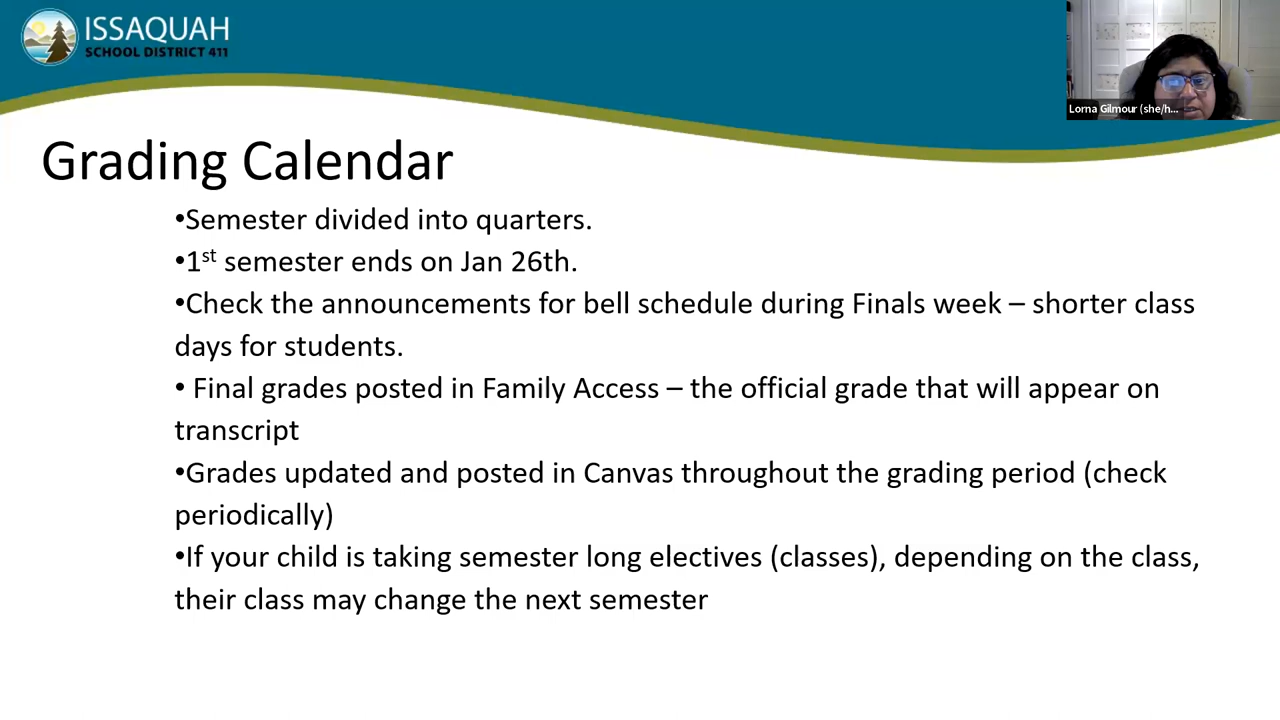 ISSAQUAH
SCHOOL DISTRICT 411
Lorna Gilmour (she/h...
Grading Calendar
•Semester divided into quarters.
•1st semester ends on Jan 26th.
•Check the announcements for bell schedule during Finals week – shorter class
days for students.
• Final grades posted in Family Access – the official grade that will appear on
transcript
•Grades updated and posted in Canvas throughout the grading period (check
periodically)
•If your child is taking semester long electives (classes), depending on the class,
their class may change the next semester